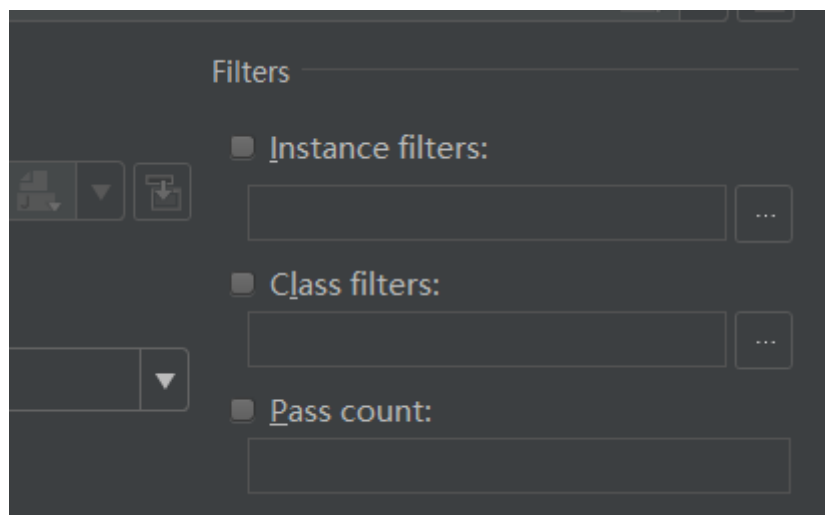 Filters
Instance filters:
...
Class filters:
...
Pass count: